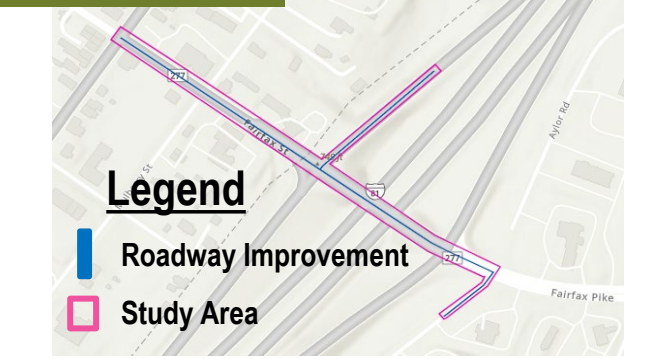 277
Aylor Rd
Fairfax St
81
Legend
Roadway Improvement
277
Fairfax Pike
Study Area